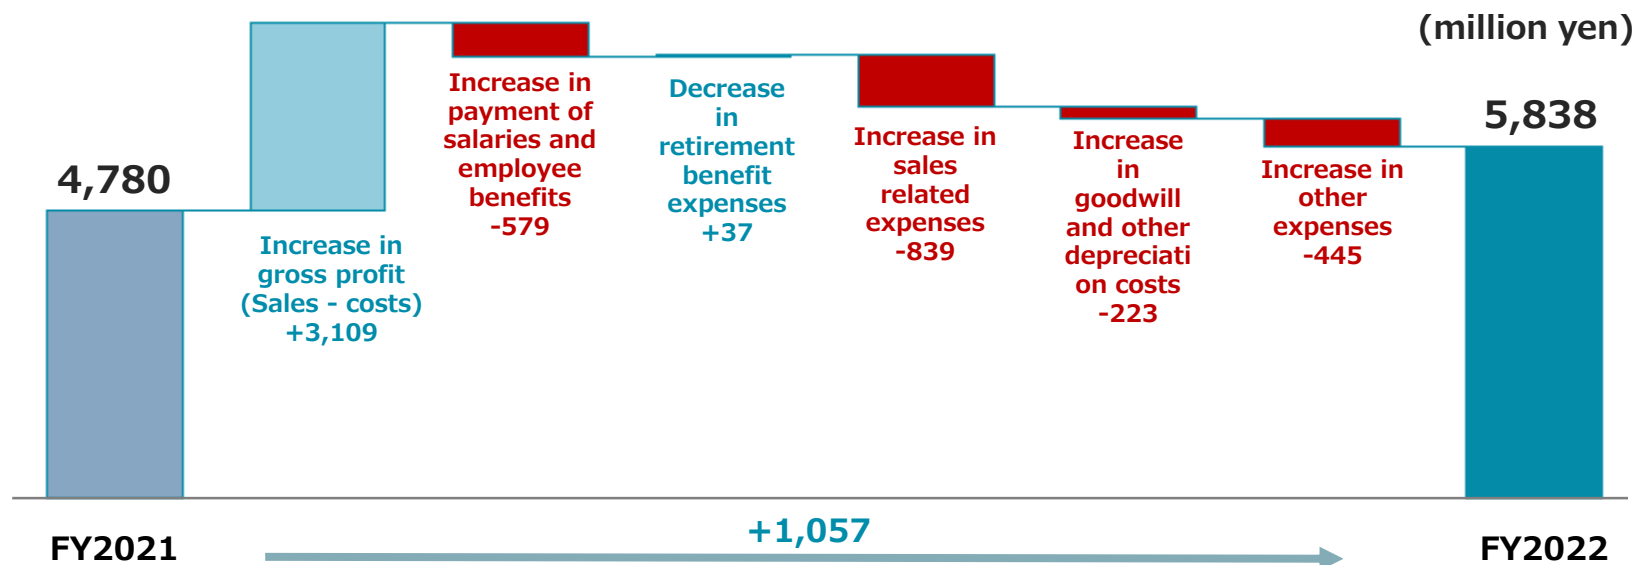 (million yen)
4,780
Increase in
gross profit
(Sales - costs)
+3,109
Increase in
payment of
salaries and
employee
benefits
-579
Decrease
in
retirement
benefit
expenses
+37
Increase in
sales
related
expenses
-839
Increase
in
goodwill
and other
depreciati
on costs
-223
Increase in
other
expenses
-445
5,838
FY2021
+1,057
FY2022